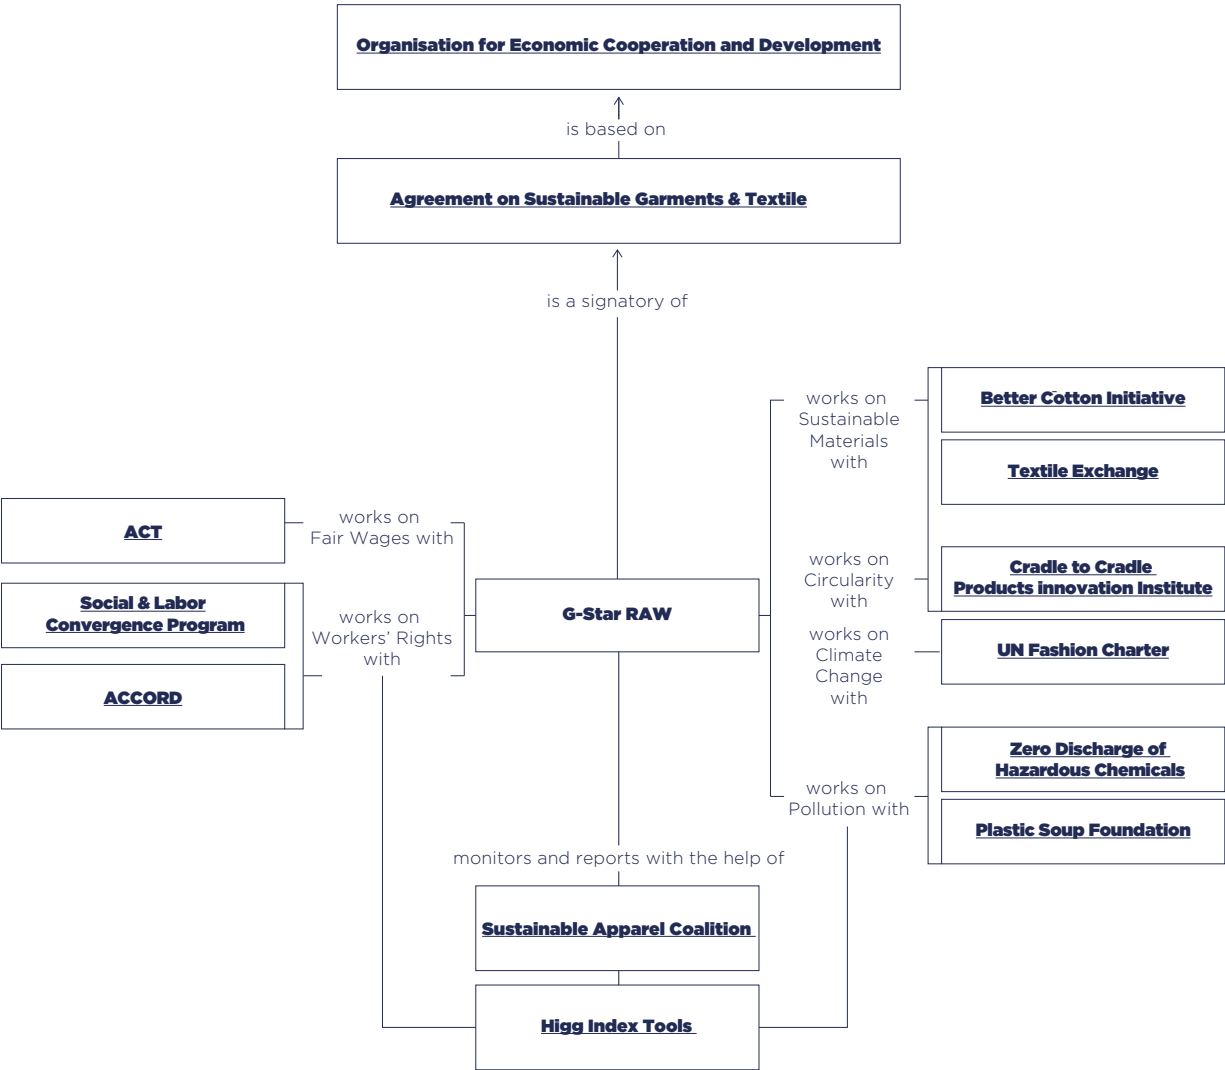 Organisation for Economic Cooperation and Development
is based on
Agreement on Sustainable Garments & Textile
is a signatory of
works on
Sustainable
Materials
with
Better Cotton Initiative
Textile Exchange
ACT
works on
Fair Wages with
works on
Circularity
with
Cradle to Cradle
Products innovation Institute
Social & Labor
Convergence Program
works on
Workers' Rights
with
G-Star RAW
works on
Climate
Change
with
UN Fashion Charter
ACCORD
works on
Pollution with
Zero Discharge of
Hazardous Chemicals
Plastic Soup Foundation
monitors and reports with the help of
Sustainable Apparel Coalition
Higg Index Tools